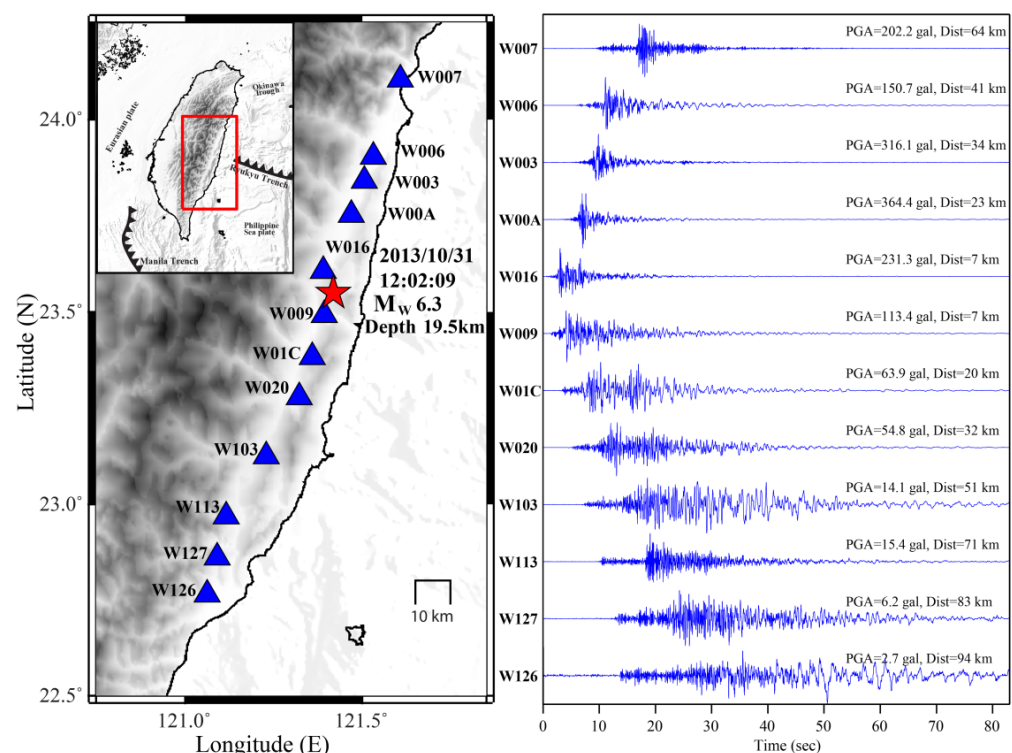 Okinawa
Trough
Eurasian plate
Ryukyu Trench
Philippine
Sea plate
Manila Trench
W007
W006
W003
W00A
W016
2013/10/31
12:02:09
Mw 6.3
Depth 19.5km
W009
W01C
W020
W103
W113
W127
W126
10 km
24.0°
23.5°
23.0°
22.5°
Latitude (N)
121.0°
121.5°
Longitude (E)
W007
PGA=202.2 gal, Dist=64 km
W006
PGA=150.7 gal, Dist=41 km
W003
PGA=316.1 gal, Dist=34 km
W00A
PGA=364.4 gal, Dist=23 km
W016
PGA=231.3 gal, Dist=7 km
W009
PGA=113.4 gal, Dist=7 km
W01C
PGA=63.9 gal, Dist=20 km
W020
PGA=54.8 gal, Dist=32 km
W103
PGA=14.1 gal, Dist=51 km
W113
PGA=15.4 gal, Dist=71 km
W127
PGA=6.2 gal, Dist=83 km
W126
PGA=2.7 gal, Dist=94 km
0 10 20 30 40 50 60 70 80
Time (sec)